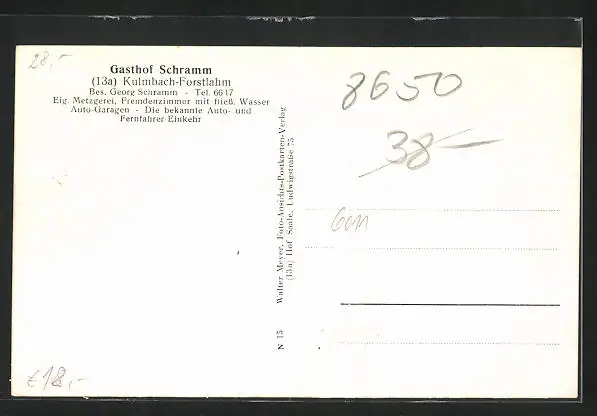 28,-
Gasthof Schramm
(13a) Kulmbach-Forstlahm
Bes. Georg Schramm - Tel. 6617
Eig. Metzgerei, Fremdenzimmer mit fließ. Wasser
Auto-Garagen - Die bekannte Auto- und
Fernfahrer Einkehr
N 15 Walter Meyer, Foto-Ansichts-Postkarten-Verlag
(13a) Hof/Saale, Ludwigstraße 75
8650
38-
6011
€18,-